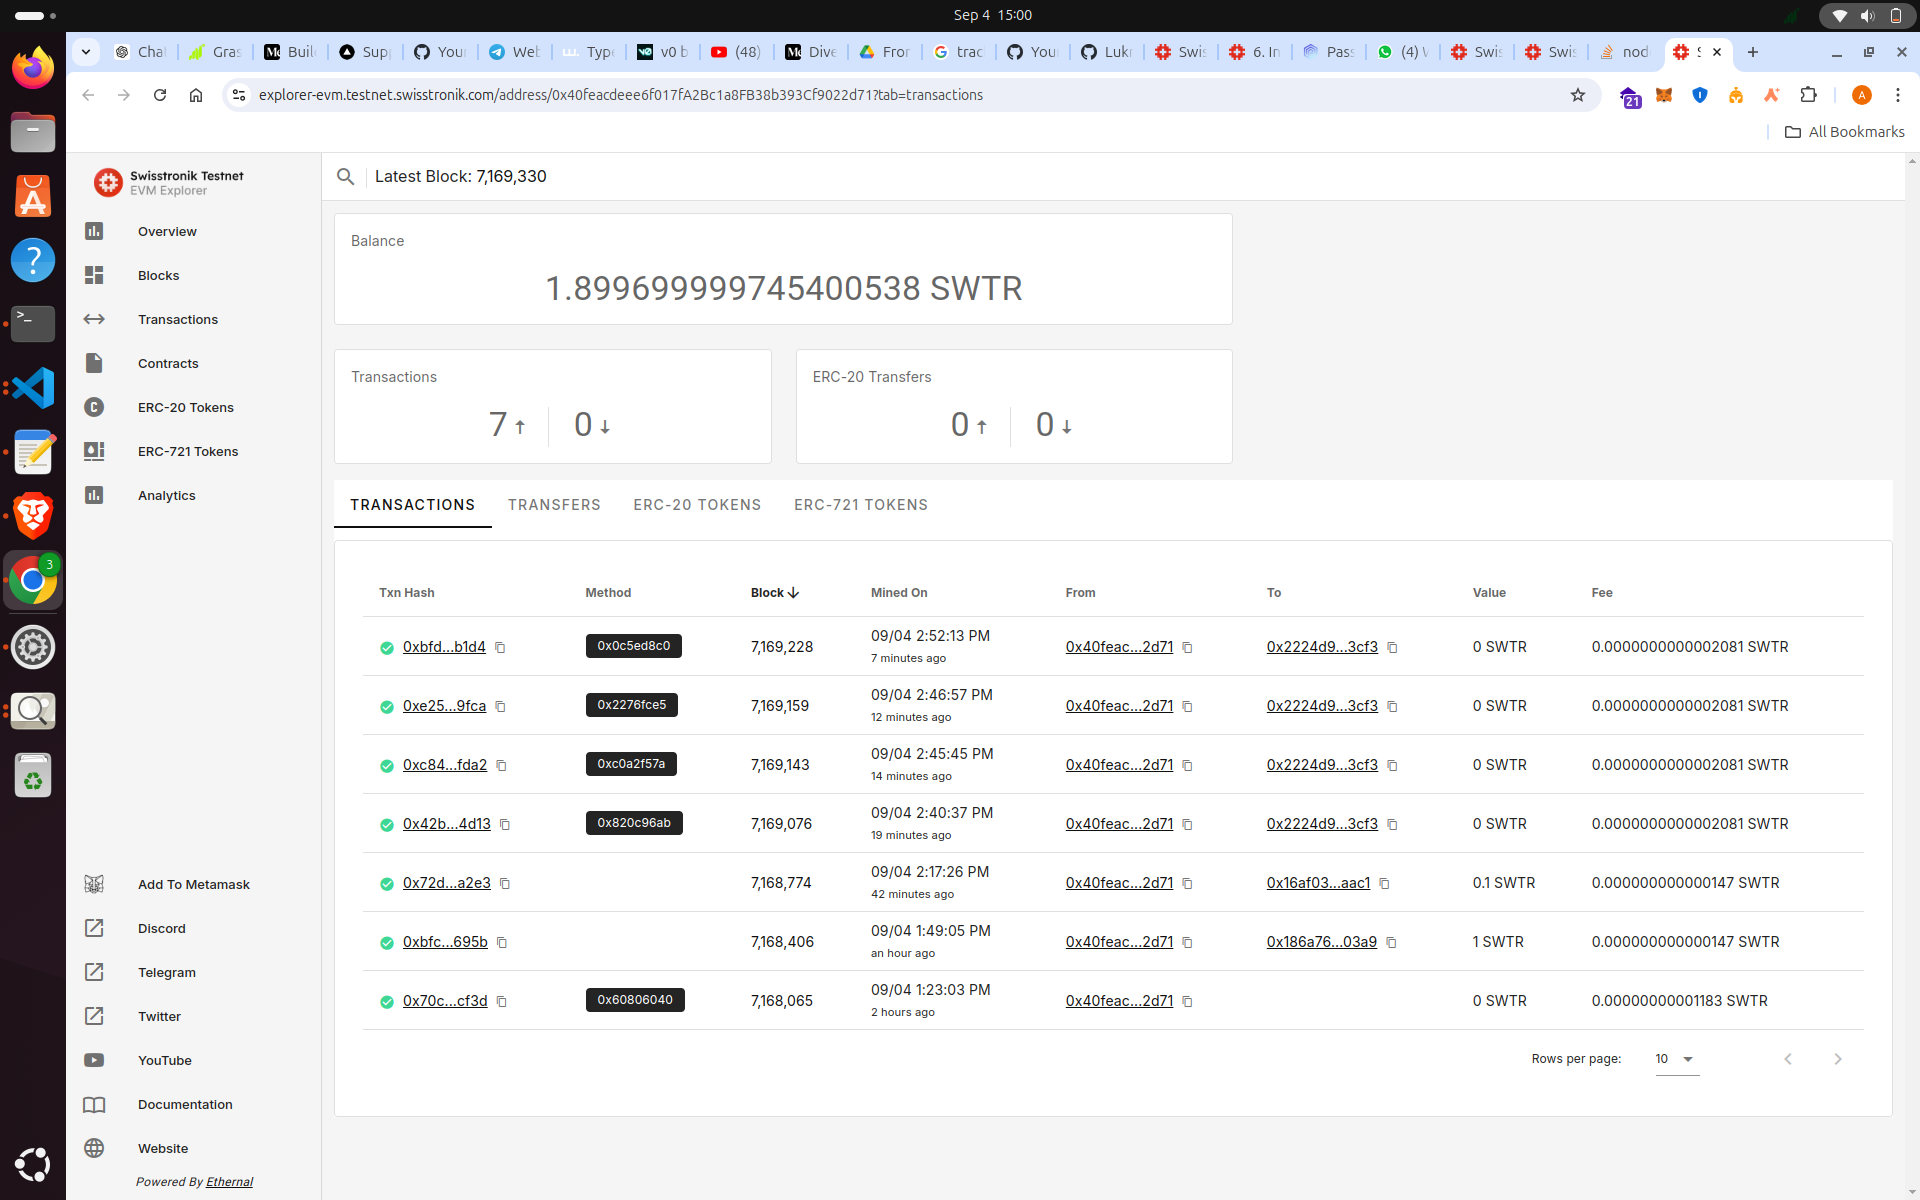 Sep 4 15:00
Cha
Gras
Buil
Sup
Your
Web
Type
v0 b
(48)
Dive
Fron
trac
You
Lukr
Swis
6. In
Pass
(4) W
Swis
Swis
nod
S
explorer-evm.testnet.swisstronik.com/address/0x40feacdeee6f017fA2Bc1a8FB38b393Cf9022d71?tab=transactions
21
A
All Bookmarks
Swisstronik Testnet
EVM Explorer
Latest Block: 7,169,330
Overview
Blocks
Transactions
Contracts
ERC-20 Tokens
ERC-721 Tokens
Analytics
Add To Metamask
Discord
Telegram
Twitter
YouTube
Documentation
Website
Powered By Ethernal
3
Balance
1.899699999745400538 SWTR
Transactions
7 ↑ 0 ↓
ERC-20 Transfers
0 ↑ 0 ↓
TRANSACTIONS TRANSFERS ERC-20 TOKENS ERC-721 TOKENS
Txn Hash Method Block ↓ Mined On From To Value Fee
0xbfd...b1d4 0x0c5ed8c0 7,169,228 09/04 2:52:13 PM 0x40feac...2d71 0x2224d9...3cf3 0 SWTR 0.0000000000002081 SWTR
7 minutes ago
0xe25...9fca 0x2276fce5 7,169,159 09/04 2:46:57 PM 0x40feac...2d71 0x2224d9...3cf3 0 SWTR 0.0000000000002081 SWTR
12 minutes ago
0xc84...fda2 0xc0a2f57a 7,169,143 09/04 2:45:45 PM 0x40feac...2d71 0x2224d9...3cf3 0 SWTR 0.0000000000002081 SWTR
14 minutes ago
0x42b...4d13 0x820c96ab 7,169,076 09/04 2:40:37 PM 0x40feac...2d71 0x2224d9...3cf3 0 SWTR 0.0000000000002081 SWTR
19 minutes ago
0x72d...a2e3 7,168,774 09/04 2:17:26 PM 0x40feac...2d71 0x16af03...aac1 0.1 SWTR 0.000000000000147 SWTR
42 minutes ago
0xbfc...695b 7,168,406 09/04 1:49:05 PM 0x40feac...2d71 0x186a76...03a9 1 SWTR 0.000000000000147 SWTR
an hour ago
0x70c...cf3d 0x60806040 7,168,065 09/04 1:23:03 PM 0x40feac...2d71 0 SWTR 0.00000000001183 SWTR
2 hours ago
Rows per page: 10